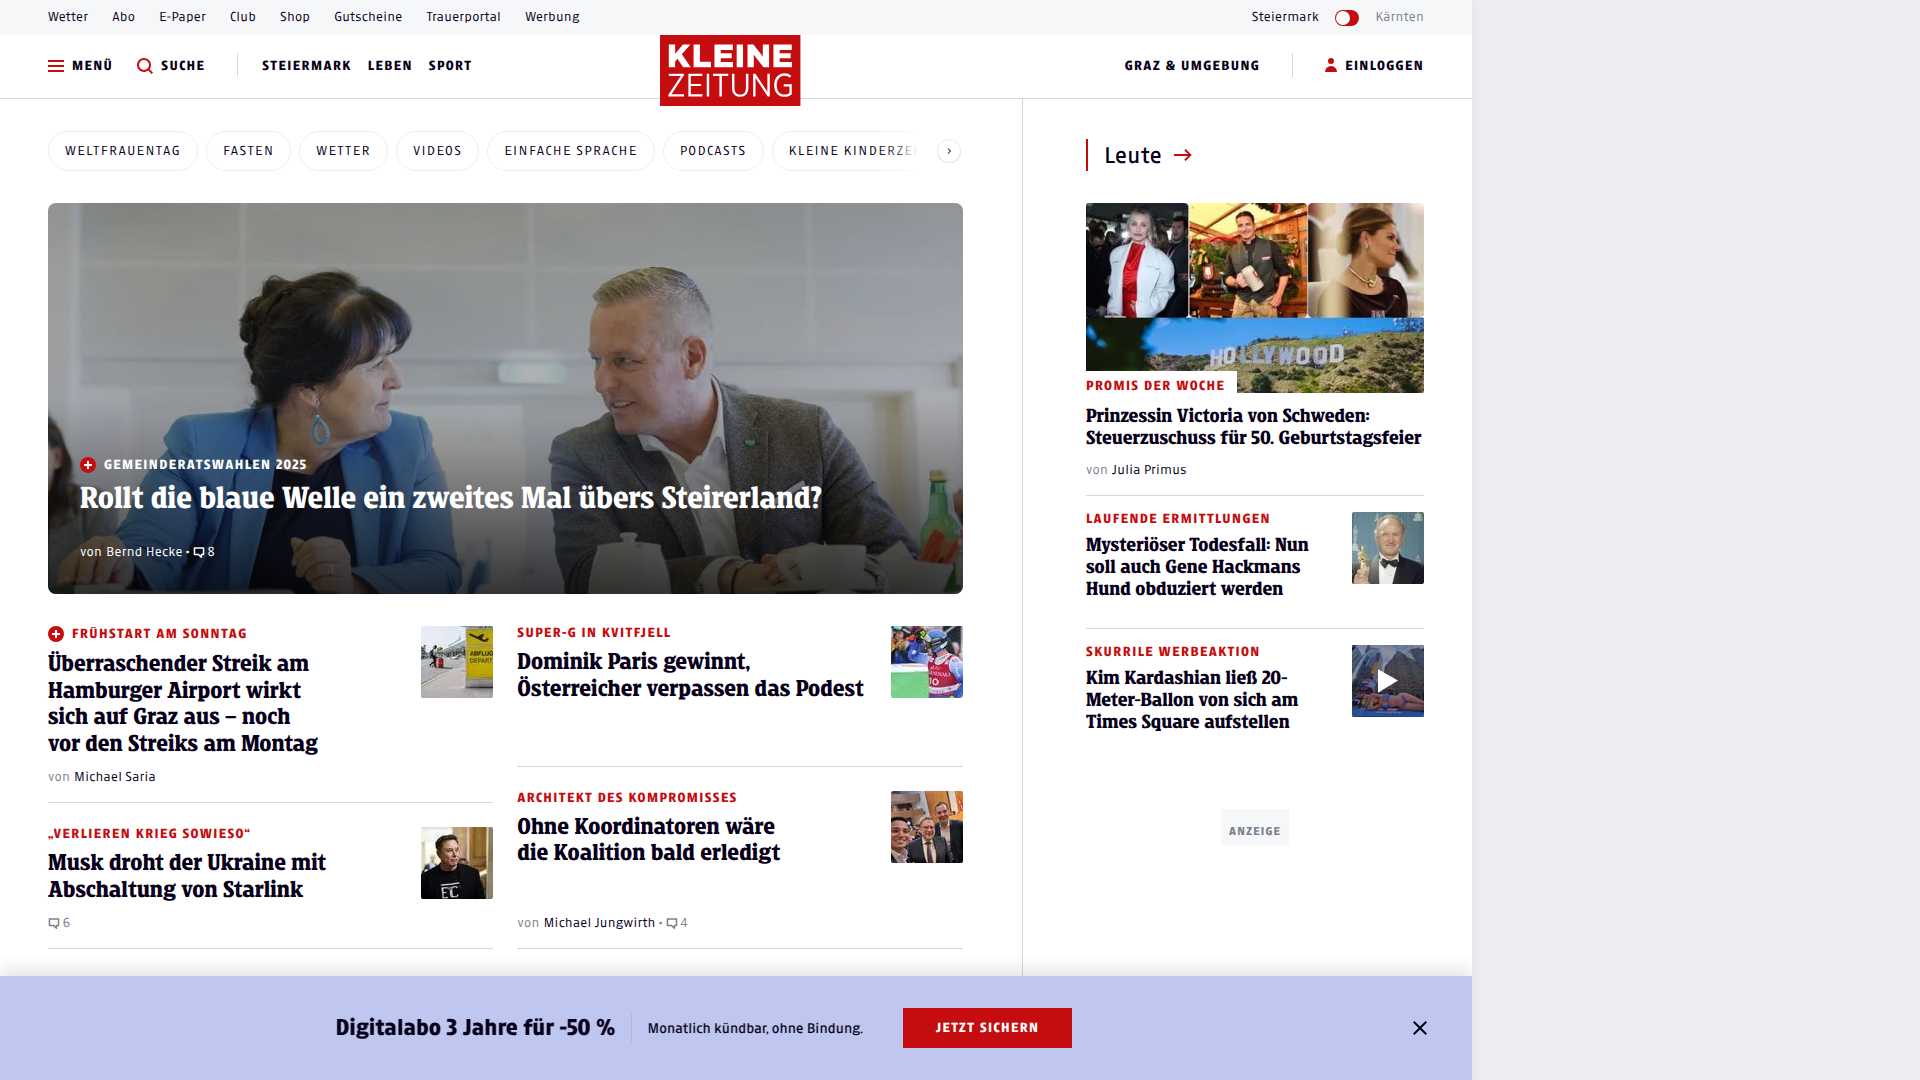 Wetter Abo E-Paper Club Shop Gutscheine Trauerportal Werbung Steiermark Kärnten
MENÜ SUCHE STEIERMARK LEBEN SPORT KLEINE ZEITUNG GRAZ & UMGEBUNG EINLOGGEN
WELTFRAUENTAG FASTEN WETTER VIDEOS EINFACHE SPRACHE PODCASTS KLEINE
GEMEINDERATSWAHLEN 2025
Rollt die blaue Welle ein zweites Mal übers Steirerland?
von Bernd Hecke • 8
FRÜHSTART AM SONNTAG
Überraschender Streik am
Hamburger Airport wirkt
sich auf Graz aus – noch
vor den Streiks am Montag
von Michael Saria
„VERLIEREN KRIEG SOWIESO“
Musk droht der Ukraine mit
Abschaltung von Starlink
6
SUPER-G IN KVITFJELL
Dominik Paris gewinnt,
Österreicher verpassen das Podest
ARCHITEKT DES KOMPROMISSES
Ohne Koordinatoren wäre
die Koalition bald erledigt
von Michael Jungwirth • 4
Leute
HOLLYWOOD
PROMIS DER WOCHE
Prinzessin Victoria von Schweden:
Steuerzuschuss für 50. Geburtstagsfeier
von Julia Primus
LAUFENDE ERMITTLUNGEN
Mysteriöser Todesfall: Nun
soll auch Gene Hackmans
Hund obduziert werden
SKURRILE WERBEAKTION
Kim Kardashian ließ 20-
Meter-Ballon von sich am
Times Square aufstellen
ANZEIGE
Digitalabo 3 Jahre für -50 % Monatlich kündbar, ohne Bindung. JETZT SICHERN